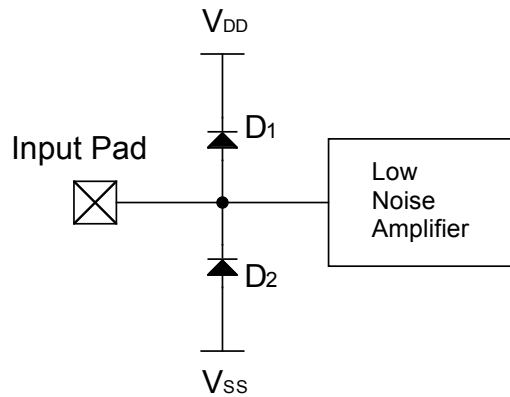 VDD
D1
Input Pad
Low
Noise
Amplifier
D2
VSS